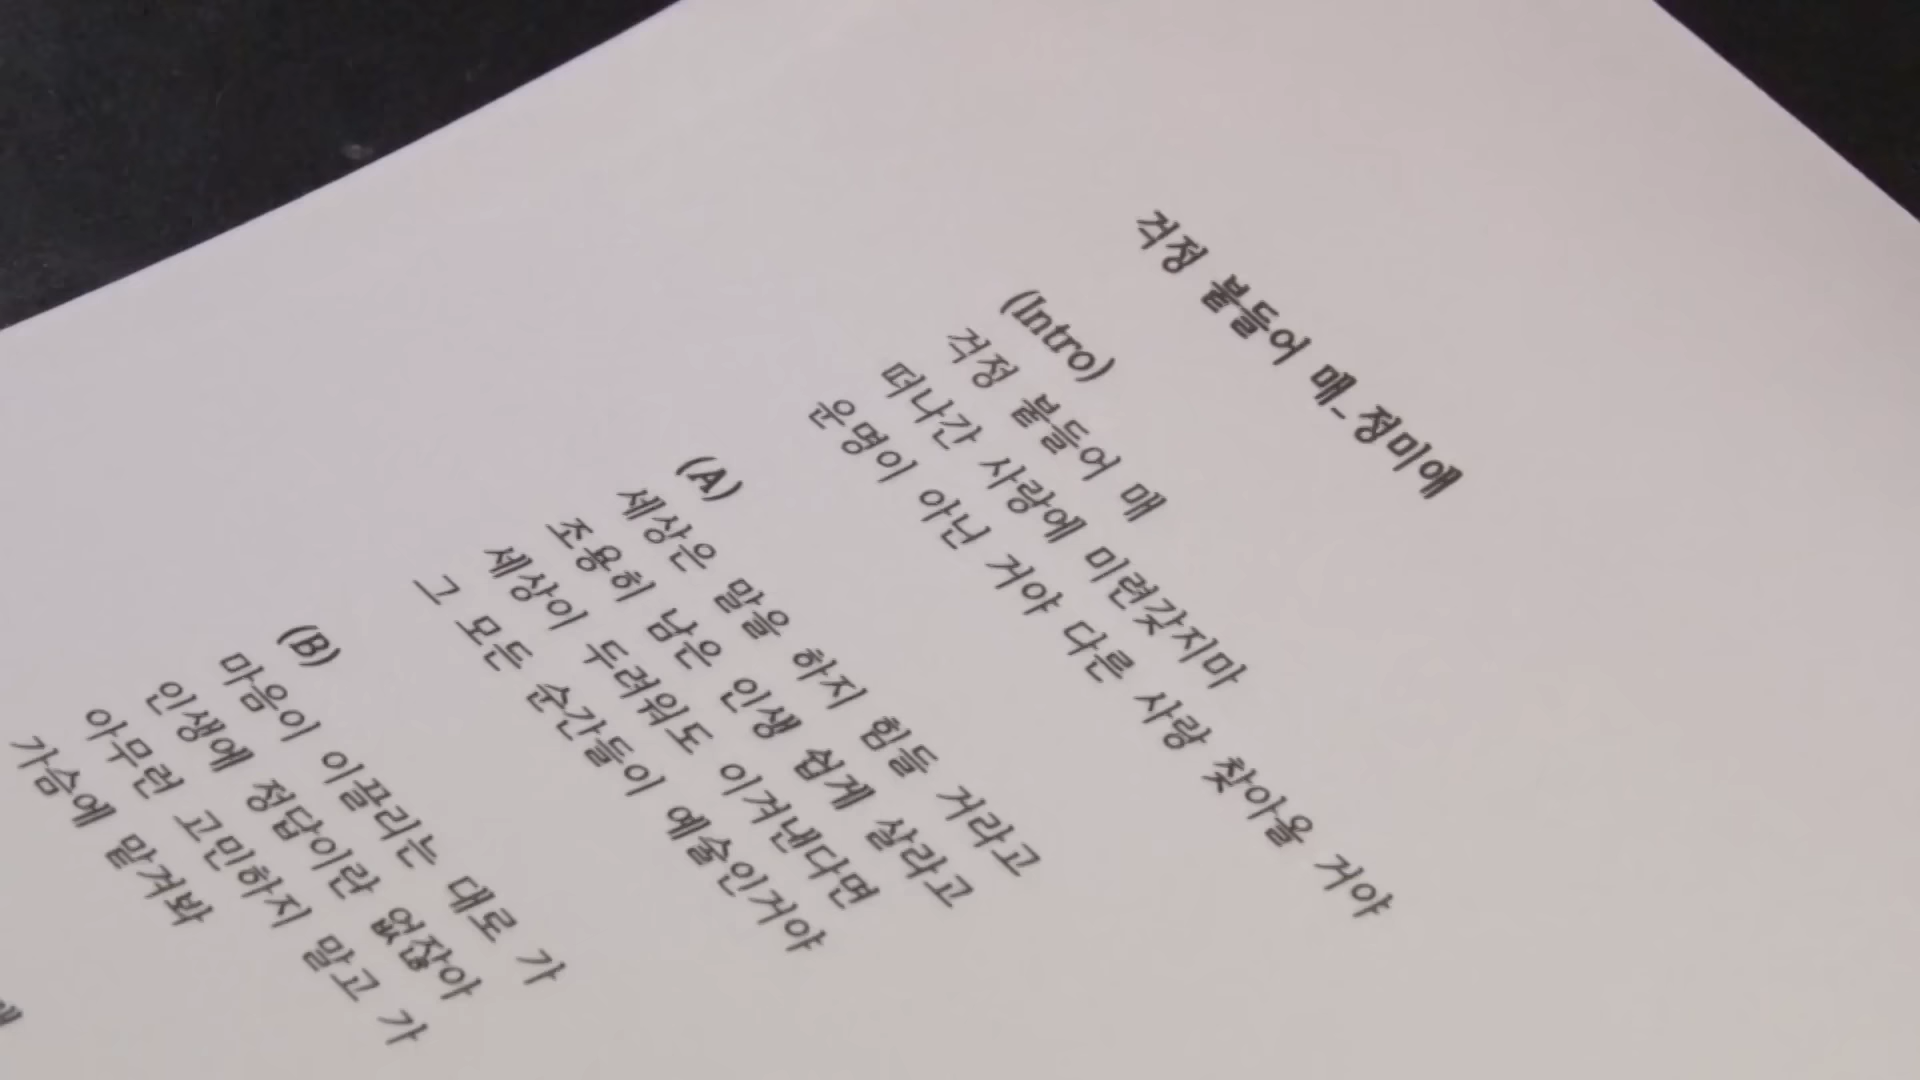 걱정 붙들어 매_정미애
(Intro)
걱정 붙들어 매
떠나간 사랑에 미련갖지마
운명이 아닌 거야 다른 사랑 찾아올 거야
(A)
세상은 말을 하지 힘들 거라고
조용히 남은 인생 쉽게 살라고
세상이 두려워도 이겨낸다면
그 모든 순간들이 예술인거야
(B)
마음이 이끌리는 대로 가
인생에 정답이란 없잖아
아무런 고민하지 말고 가
가슴에 맡겨봐